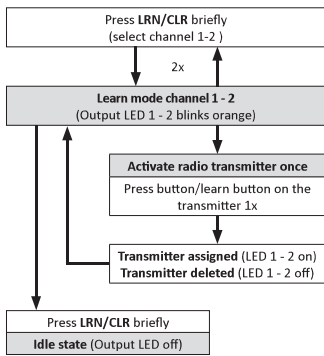 Press LRN/CLR briefly
(select channel 1-2 )
2x
Learn mode channel 1 - 2
(Output LED 1 - 2 blinks orange)
Activate radio transmitter once
Press button/learn button on the
transmitter 1x
Transmitter assigned (LED 1 - 2 on)
Transmitter deleted (LED 1 - 2 off)
Press LRN/CLR briefly
Idle state (Output LED off)